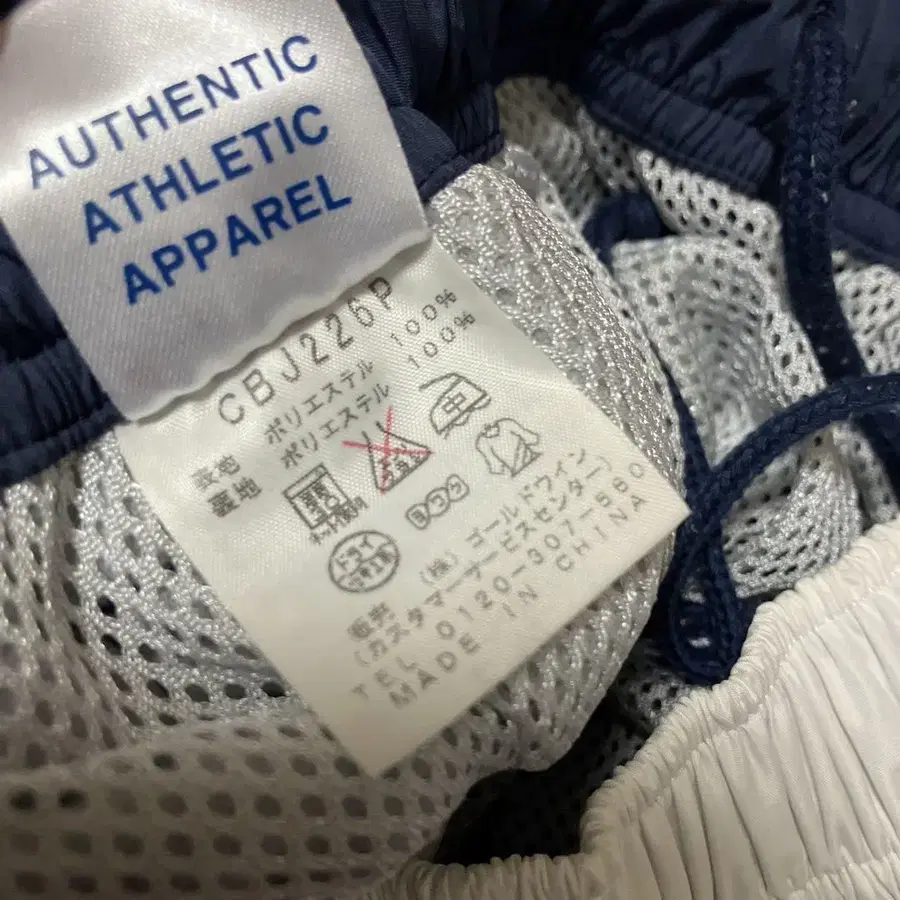 AUTHENTIC
ATHLETIC
APPAREL
CBJ226P
表地 ポリエステル 100%
裏地 ポリエステル 100%
ネット使用
ドライ
ヨワク
販売 (株)ゴールドウイン
(カスタマーサービスセンター)
TEL 0120-307-560
MADE IN CHINA